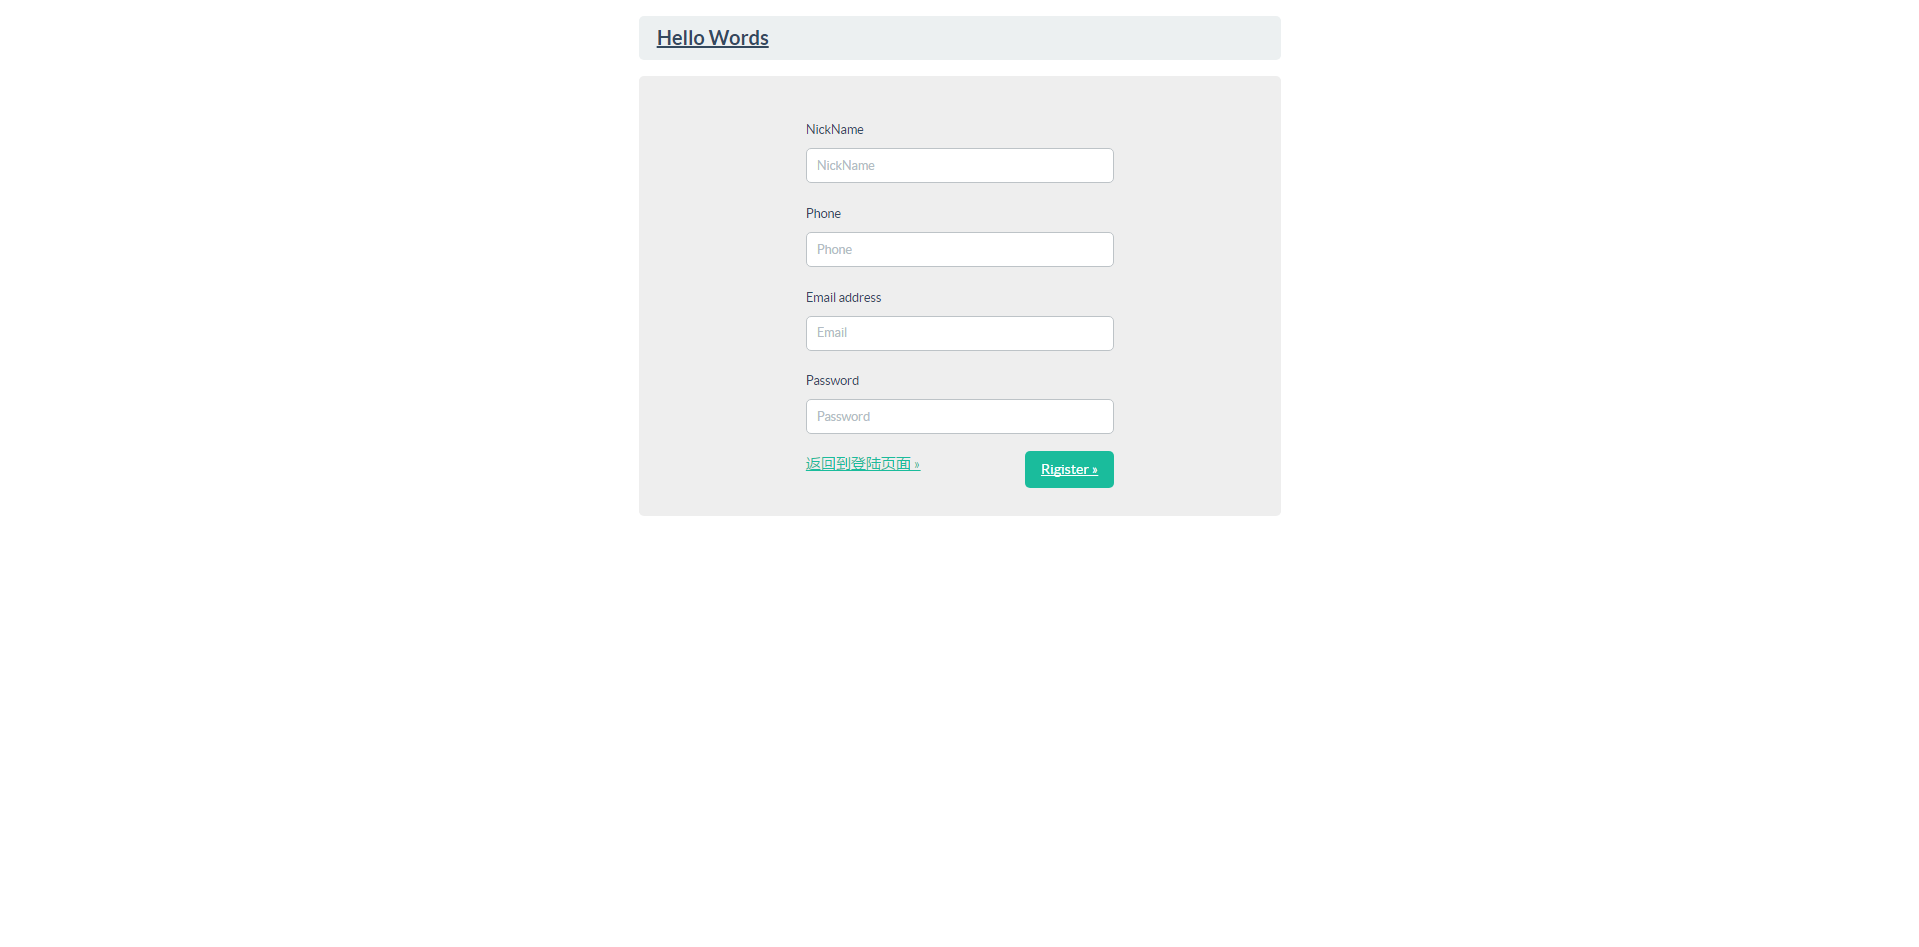 Hello Words
NickName
NickName
Phone
Phone
Email address
Email
Password
Password
返回到登陆页面 »
Rigister »